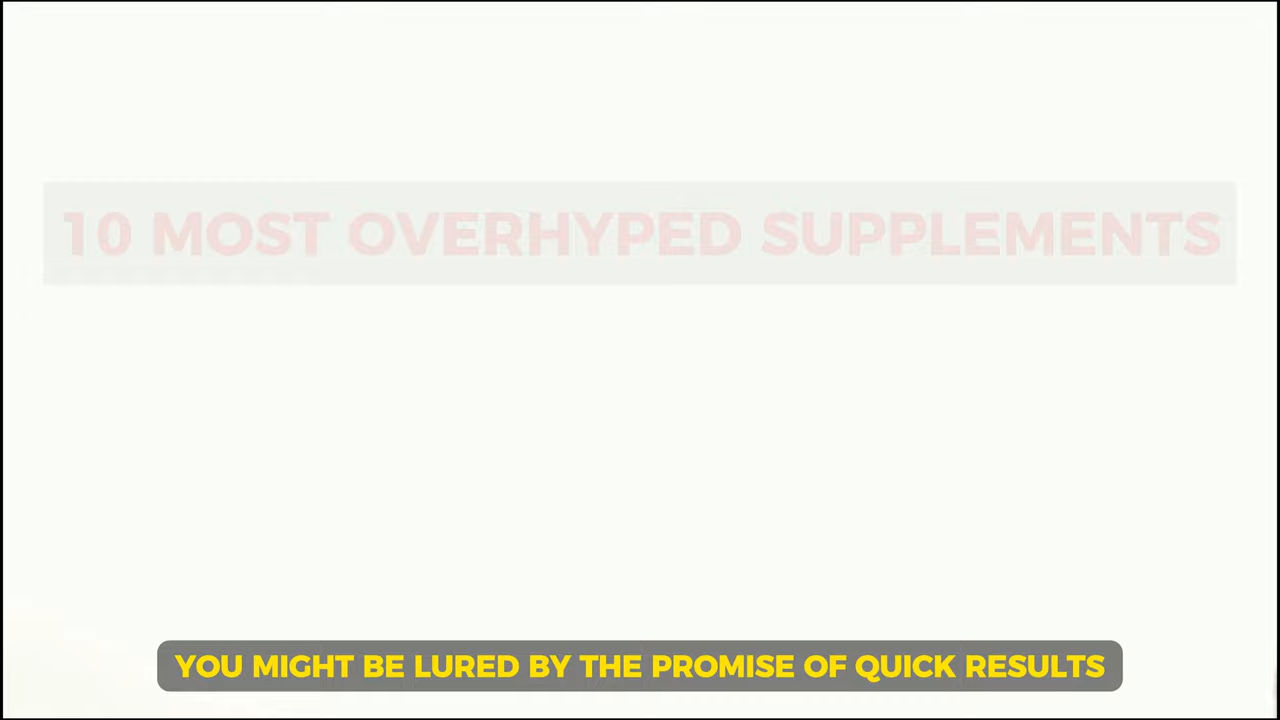 10 MOST OVERHYPED SUPPLEMENTS
YOU MIGHT BE LURED BY THE PROMISE OF QUICK RESULTS